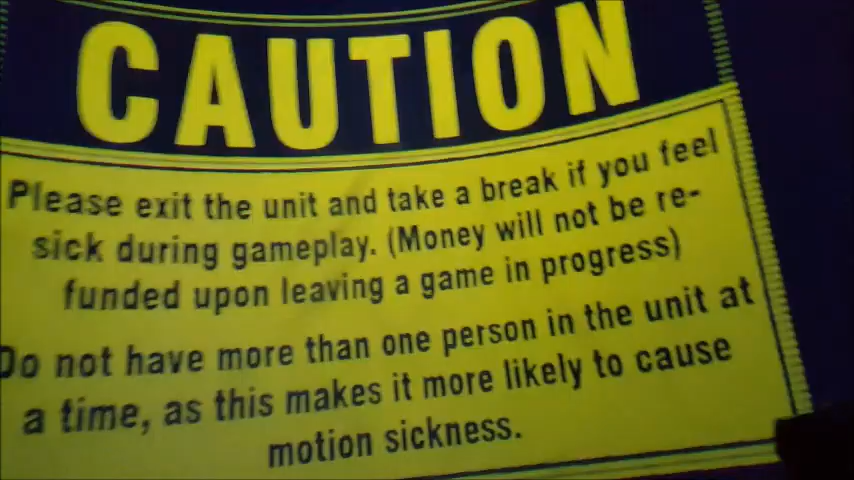 CAUTION
Please exit the unit and take a break if you feel
sick during gameplay. (Money will not be re-
funded upon leaving a game in progress)
Do not have more than one person in the unit at
a time, as this makes it more likely to cause
motion sickness.